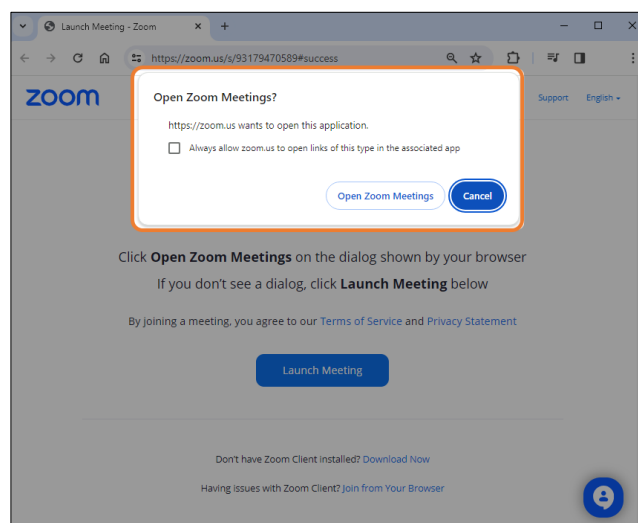 Launch Meeting - Zoom
https://zoom.us/s/93179470589#success
zoom
Support English
Open Zoom Meetings?
https://zoom.us wants to open this application.
Always allow zoom.us to open links of this type in the associated app
Open Zoom Meetings Cancel
Click Open Zoom Meetings on the dialog shown by your browser
If you don't see a dialog, click Launch Meeting below
By joining a meeting, you agree to our Terms of Service and Privacy Statement
Launch Meeting
Don't have Zoom Client installed? Download Now
Having issues with Zoom Client? Join from Your Browser